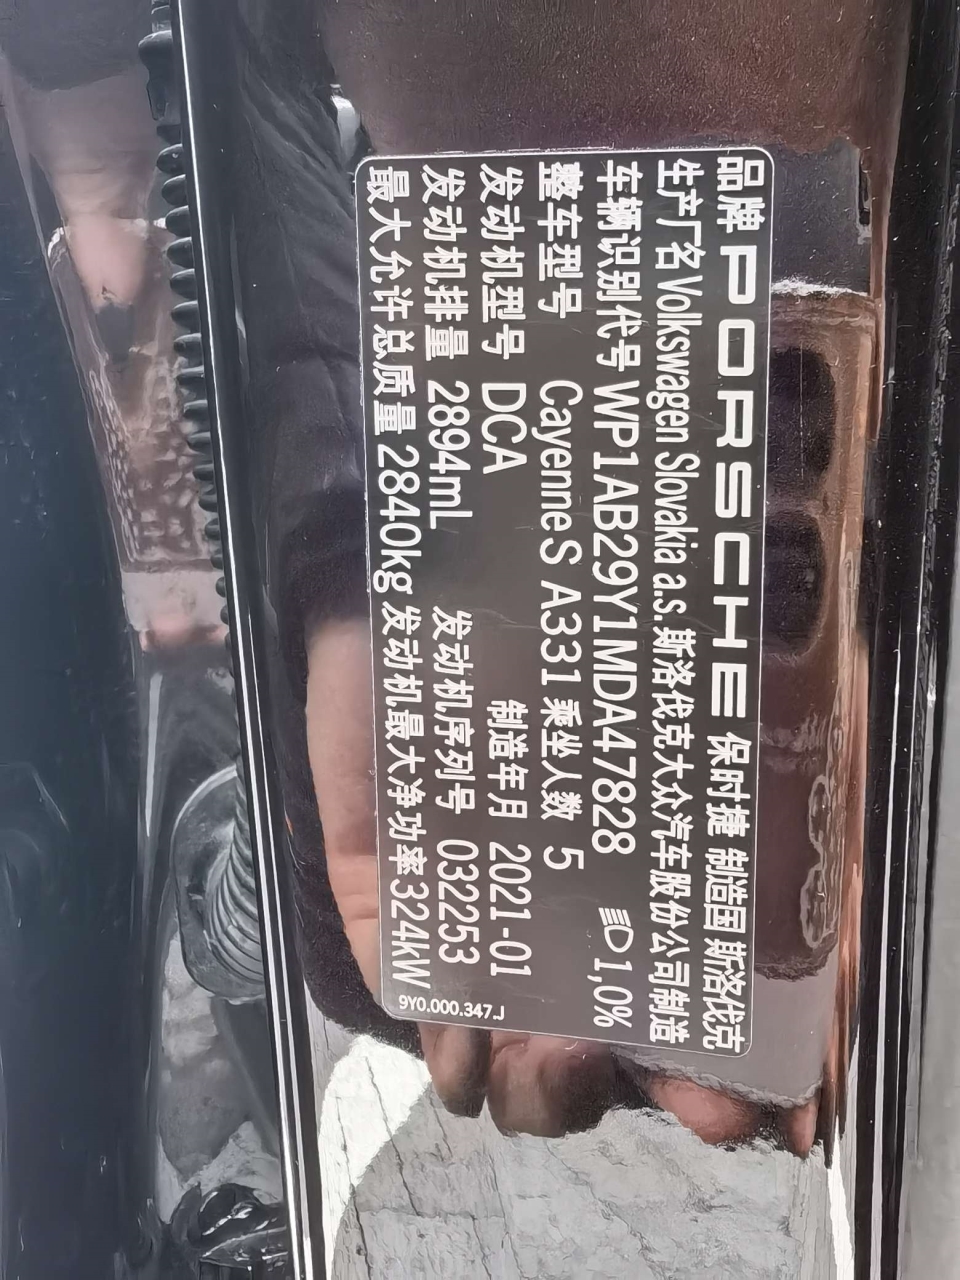 品牌 PORSCHE 保时捷 制造国 斯洛伐克
生产厂名 Volkswagen Slovakia a.s. 斯洛伐克大众汽车股份公司制造
车辆识别代号 WP1AB29Y1MDA47828 1,0%
整车型号 Cayenne S A331 乘坐人数 5
发动机型号 DCA 制造年月 2021-01
发动机排量 2894mL 发动机序列号 032253
最大允许总质量 2840kg 发动机最大净功率 324kW
9Y0.000.347.J